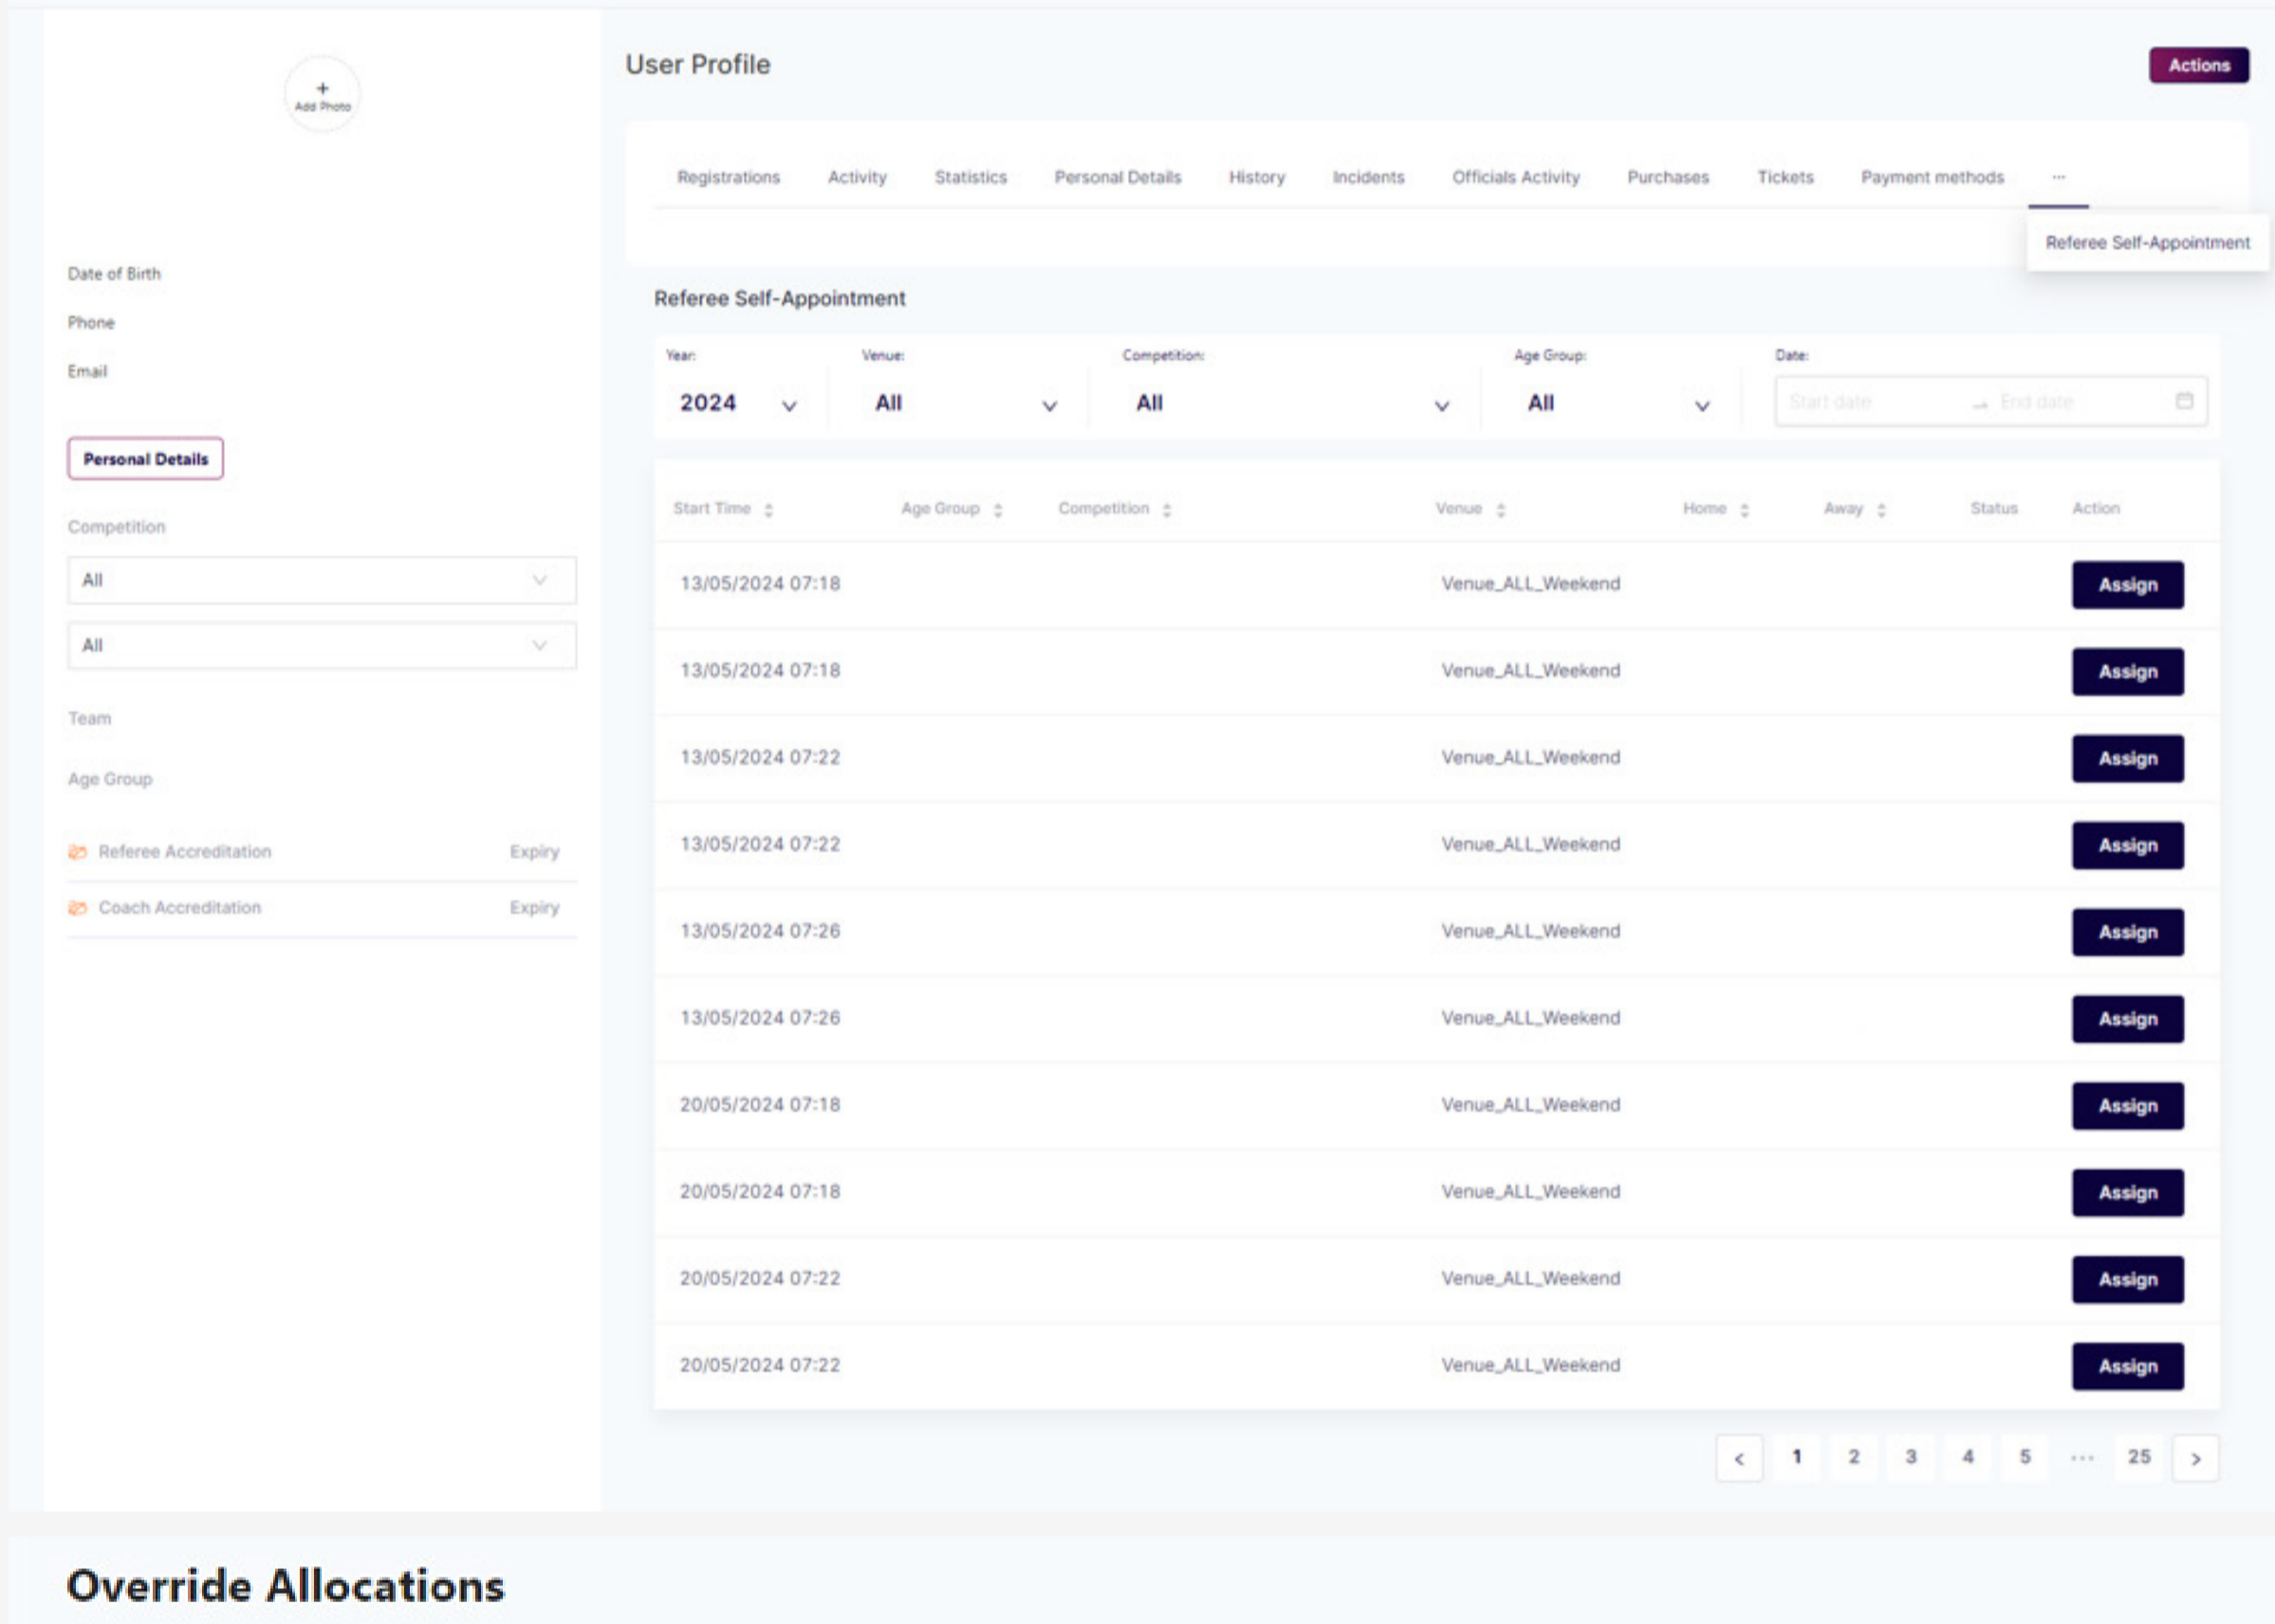 +
Add Photo
Date of Birth
Phone
Email
Personal Details
Competition
All
All
Team
Age Group
Referee Accreditation Expiry
Coach Accreditation Expiry
User Profile
Actions
Registrations Activity Statistics Personal Details History Incidents Officials Activity Purchases Tickets Payment methods ...
Referee Self-Appointment
Referee Self-Appointment
Year: Venue: Competition: Age Group: Date:
2024 All All All Start date → End date
Start Time Age Group Competition Venue Home Away Status Action
13/05/2024 07:18 Venue_ALL_Weekend Assign
13/05/2024 07:18 Venue_ALL_Weekend Assign
13/05/2024 07:22 Venue_ALL_Weekend Assign
13/05/2024 07:22 Venue_ALL_Weekend Assign
13/05/2024 07:26 Venue_ALL_Weekend Assign
13/05/2024 07:26 Venue_ALL_Weekend Assign
20/05/2024 07:18 Venue_ALL_Weekend Assign
20/05/2024 07:18 Venue_ALL_Weekend Assign
20/05/2024 07:22 Venue_ALL_Weekend Assign
20/05/2024 07:22 Venue_ALL_Weekend Assign
< 1 2 3 4 5 ... 25 >
Override Allocations